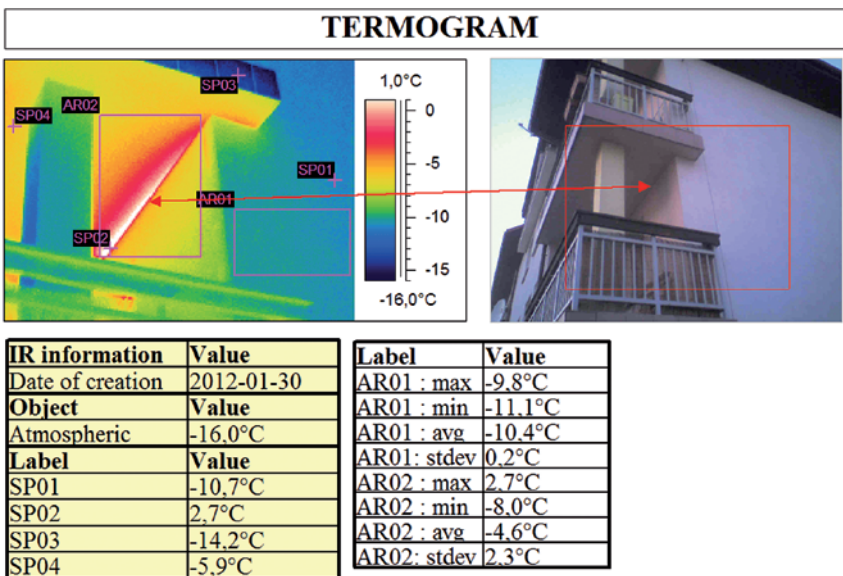 TERMOGRAM
SP03
AR02
SP04
SP01
AR01
SP02
1,0°C
0
-5
-10
-15
-16,0°C
IR information Value
Date of creation 2012-01-30
Object Value
Atmospheric -16,0°C
Label Value
SP01 -10,7°C
SP02 2,7°C
SP03 -14,2°C
SP04 -5,9°C
Label Value
AR01 : max -9,8°C
AR01 : min -11,1°C
AR01 : avg -10,4°C
AR01: stdev 0,2°C
AR02 : max 2,7°C
AR02 : min -8,0°C
AR02 : avg -4,6°C
AR02: stdev 2,3°C